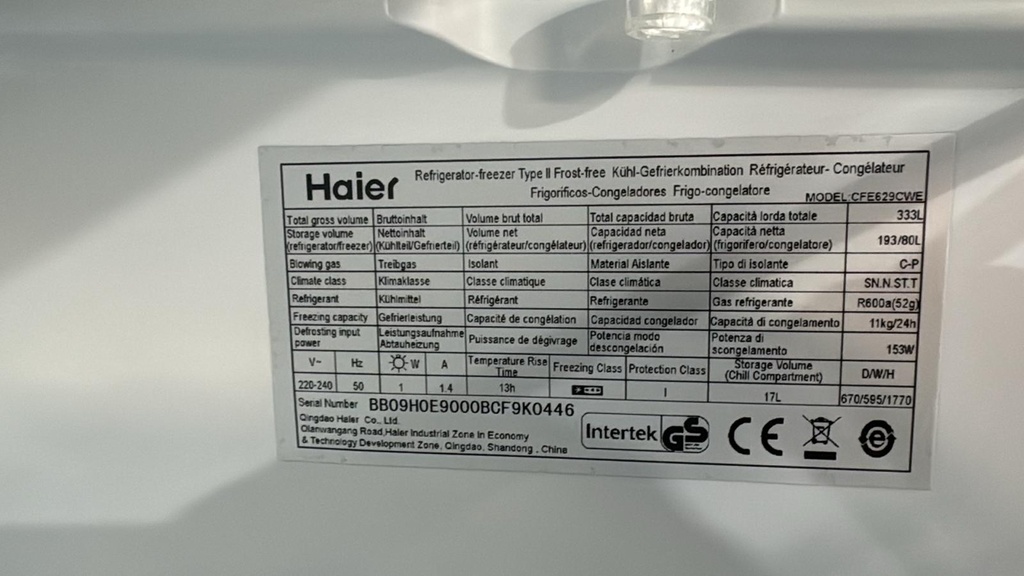 Haier
Refrigerator-freezer Type II Frost-free Kühl-Gefrierkombination Réfrigérateur- Congélateur
Frigoríficos-Congeladores Frigo-congelatore
MODEL:CFE629CWE
Total gross volume Bruttoinhalt Volume brut total Total capacidad bruta Capacità lorda totale 333L
Storage volume (refrigerator/freezer) Nettoinhalt (Kühlteil/Gefrierteil) Volume net (réfrigérateur/congélateur) Capacidad neta (refrigerador/congelador) Capacità netta (frigorifero/congelatore) 193/80L
Blowing gas Treibgas Isolant Material Aislante Tipo di isolante C-P
Climate class Klimaklasse Classe climatique Clase climática Classe climatica SN.N.ST.T
Refrigerant Kühlmittel Réfrigérant Refrigerante Gas refrigerante R600a(52g)
Freezing capacity Gefrierleistung Capacité de congélation Capacidad congelador Capacità di congelamento 11kg/24h
Defrosting input power Leistungsaufnahme Abtauheizung Puissance de dégivrage Potencia modo descongelación Potenza di scongelamento 153W
V~ Hz W A Temperature Rise Time Freezing Class Protection Class Storage Volume (Chill Compartment) D/W/H
220-240 50 1 1.4 13h I 17L 670/595/1770
Serial Number BB09H0E9000BCF9K0446
Qingdao Haier Co., Ltd.
Qianwangang Road,Haier Industrial Zone in Economy
& Technology Development Zone, Qingdao, Shandong , China
Intertek GS
CE
e